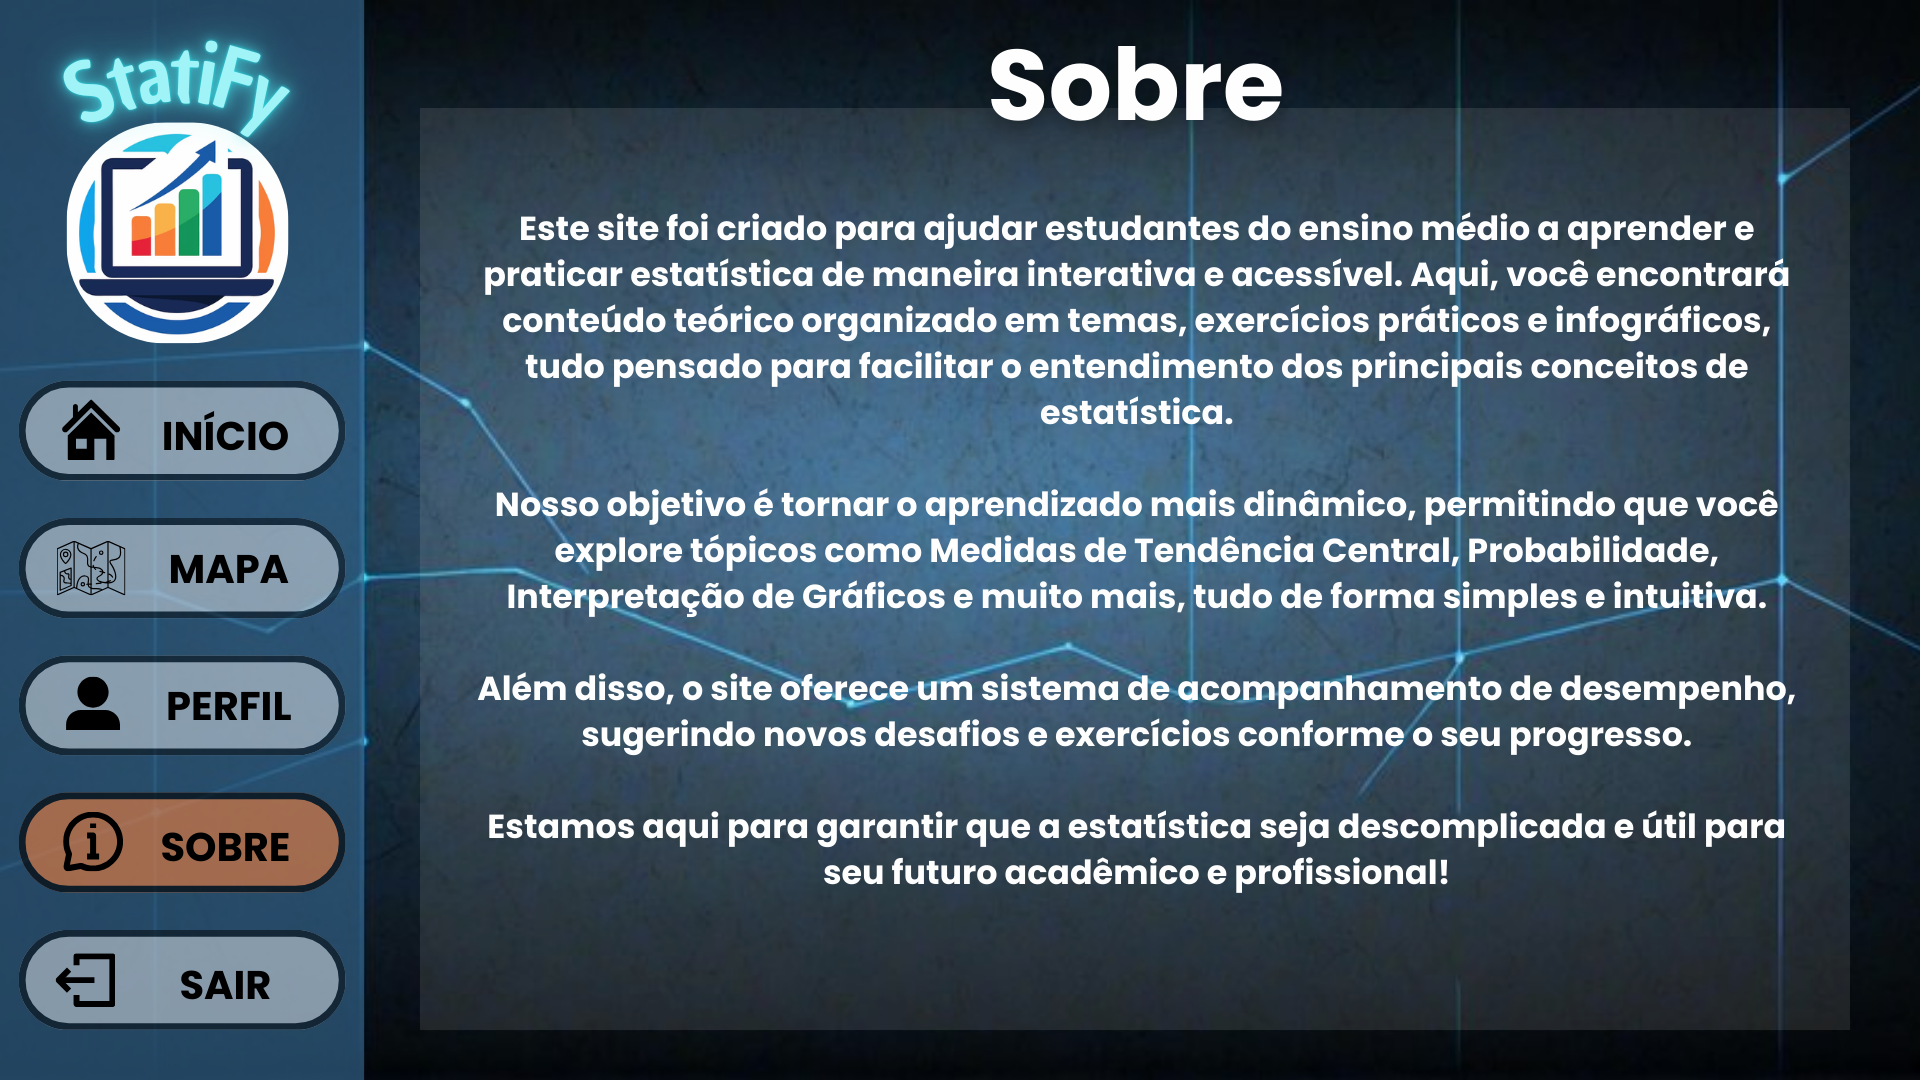 StatiFy
INÍCIO
MAPA
PERFIL
SOBRE
SAIR
Sobre
Este site foi criado para ajudar estudantes do ensino médio a aprender e
praticar estatística de maneira interativa e acessível. Aqui, você encontrará
conteúdo teórico organizado em temas, exercícios práticos e infográficos,
tudo pensado para facilitar o entendimento dos principais conceitos de
estatística.
Nosso objetivo é tornar o aprendizado mais dinâmico, permitindo que você
explore tópicos como Medidas de Tendência Central, Probabilidade,
Interpretação de Gráficos e muito mais, tudo de forma simples e intuitiva.
Além disso, o site oferece um sistema de acompanhamento de desempenho,
sugerindo novos desafios e exercícios conforme o seu progresso.
Estamos aqui para garantir que a estatística seja descomplicada e útil para
seu futuro acadêmico e profissional!